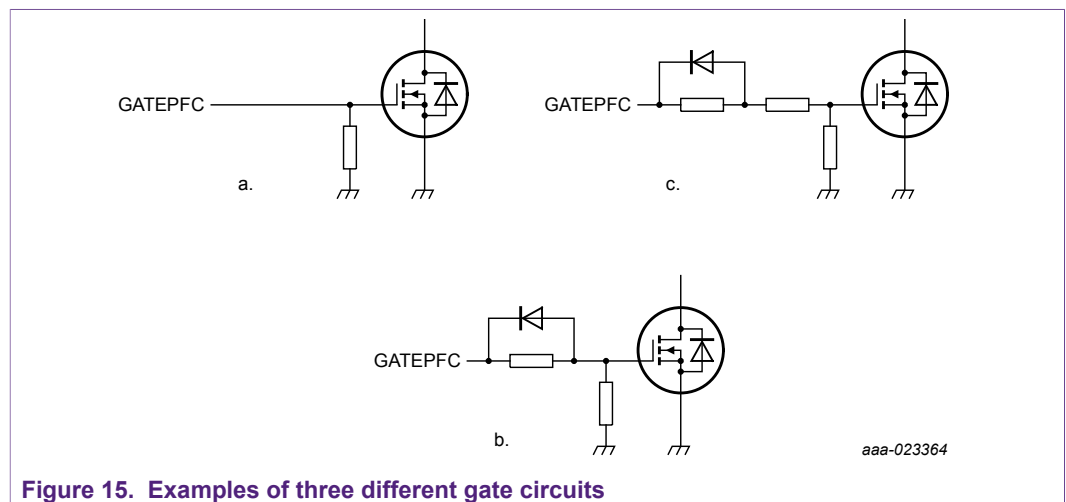 GATEPFC
a.
GATEPFC
c.
GATEPFC
b.
aaa-023364
Figure 15. Examples of three different gate circuits